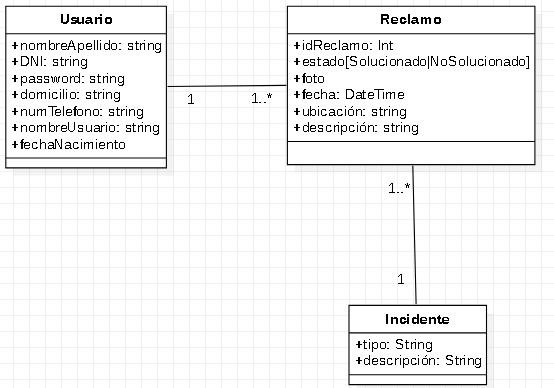 Usuario
+nombreApellido: string
+DNI: string
+password: string
+domicilio: string
+numTelefono: string
+nombreUsuario: string
+fechaNacimiento
1
1..*
Reclamo
+idReclamo: Int
+estado[Solucionado|NoSolucionado]
+foto
+fecha: DateTime
+ubicación: string
+descripción: string
1..*
1
Incidente
+tipo: String
+descripción: String